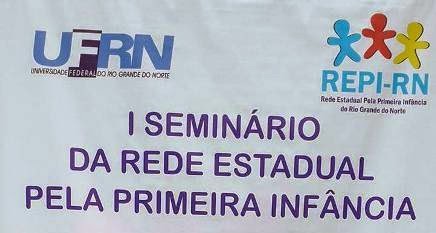 UFRN
UNIVERSIDADE FEDERAL DO RIO GRANDE DO NORTE
REPI-RN
Rede Estadual Pela Primeira Infância
do Rio Grande do Norte
I SEMINÁRIO
DA REDE ESTADUAL
PELA PRIMEIRA INFÂNCIA